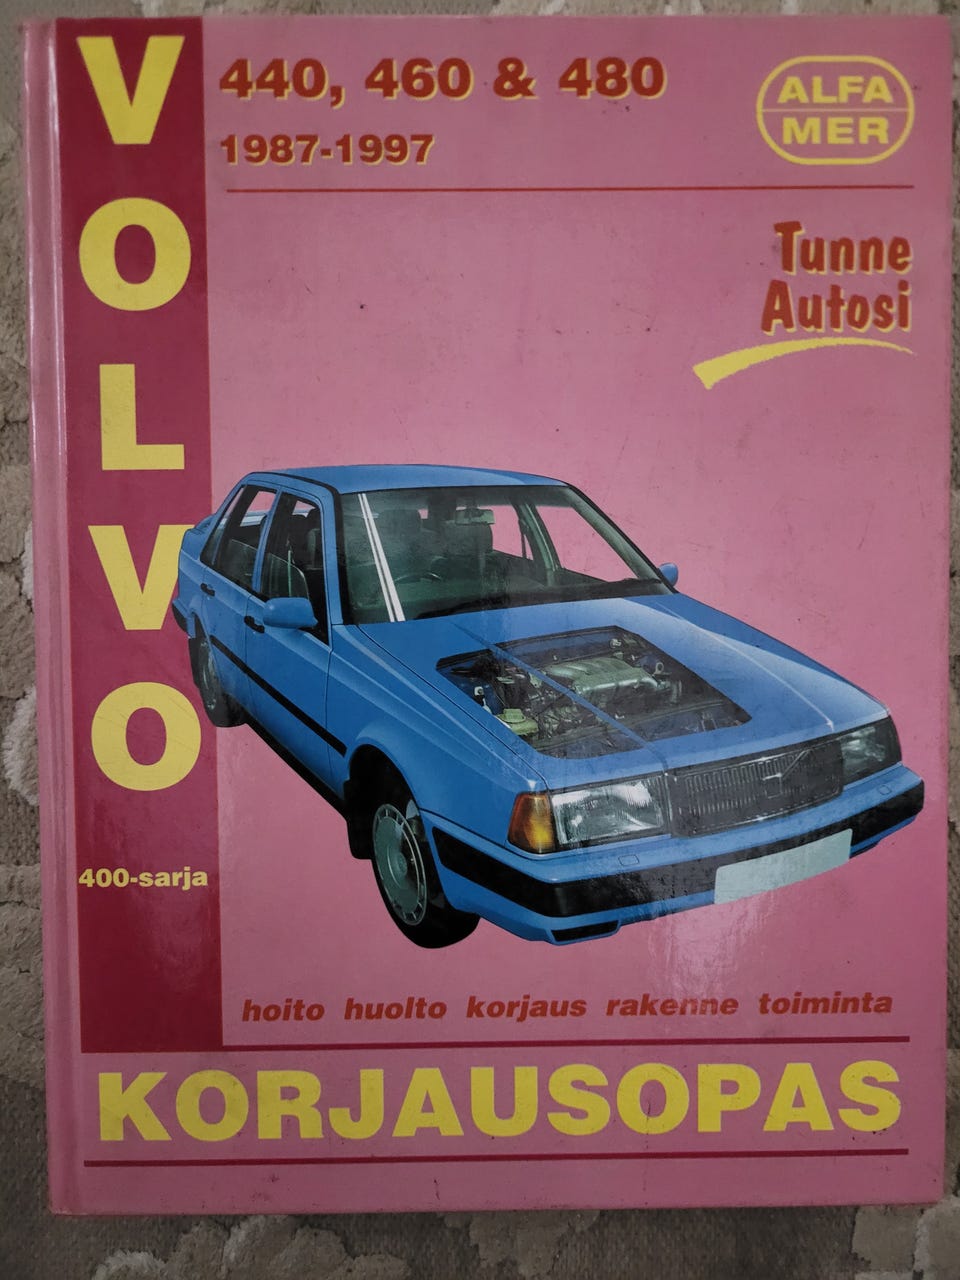 VOLVO
440, 460 & 480
1987-1997
ALFA
MER
Tunne
Autosi
400-sarja
hoito huolto korjaus rakenne toiminta
KORJAUSOPAS